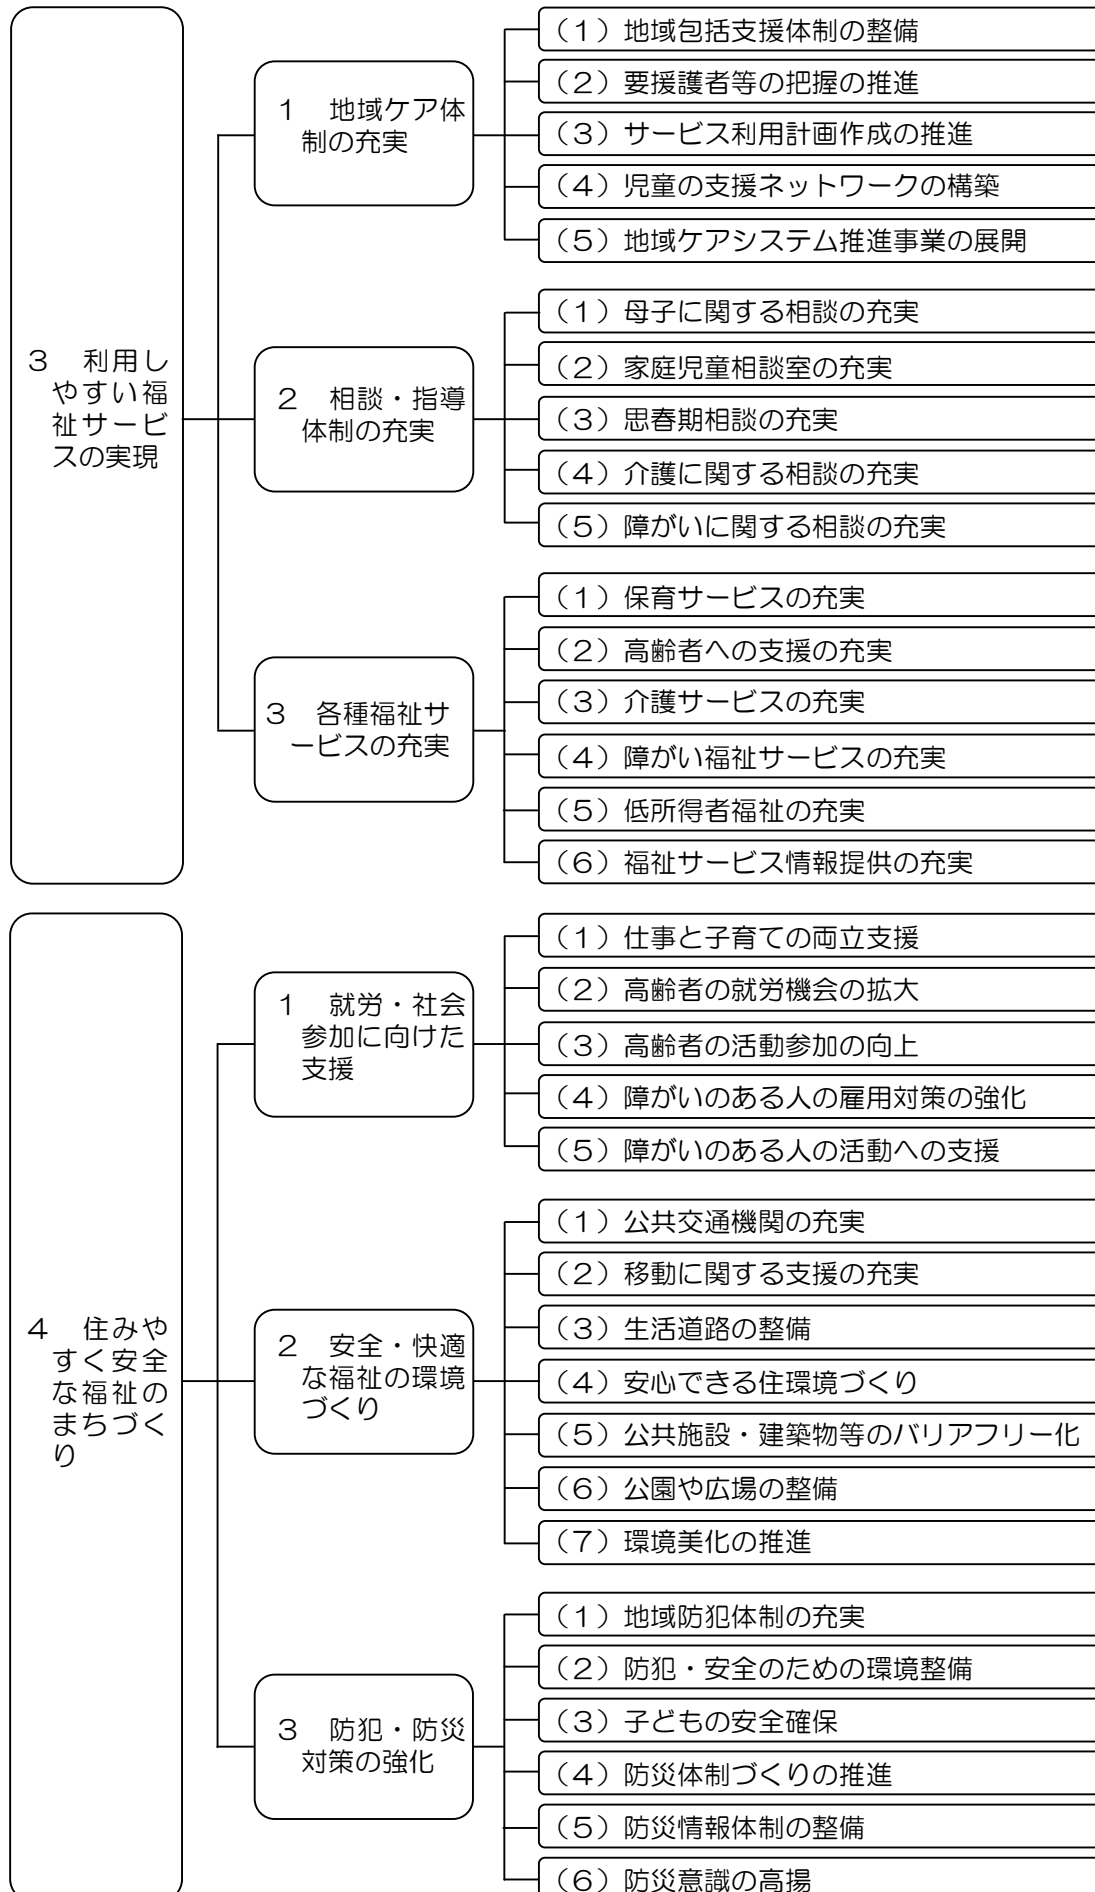 ３　利用し
やすい福
祉サービ
スの実現
１　地域ケア体
制の充実
（１）地域包括支援体制の整備
（２）要援護者等の把握の推進
（３）サービス利用計画作成の推進
（４）児童の支援ネットワークの構築
（５）地域ケアシステム推進事業の展開
２　相談・指導
体制の充実
（１）母子に関する相談の充実
（２）家庭児童相談室の充実
（３）思春期相談の充実
（４）介護に関する相談の充実
（５）障がいに関する相談の充実
３　各種福祉サ
ービスの充実
（１）保育サービスの充実
（２）高齢者への支援の充実
（３）介護サービスの充実
（４）障がい福祉サービスの充実
（５）低所得者福祉の充実
（６）福祉サービス情報提供の充実
４　住みや
すく安全
な福祉の
まちづく
り
１　就労・社会
参加に向けた
支援
（１）仕事と子育ての両立支援
（２）高齢者の就労機会の拡大
（３）高齢者の活動参加の向上
（４）障がいのある人の雇用対策の強化
（５）障がいのある人の活動への支援
２　安全・快適
な福祉の環境
づくり
（１）公共交通機関の充実
（２）移動に関する支援の充実
（３）生活道路の整備
（４）安心できる住環境づくり
（５）公共施設・建築物等のバリアフリー化
（６）公園や広場の整備
（７）環境美化の推進
３　防犯・防災
対策の強化
（１）地域防犯体制の充実
（２）防犯・安全のための環境整備
（３）子どもの安全確保
（４）防災体制づくりの推進
（５）防災情報体制の整備
（６）防災意識の高揚